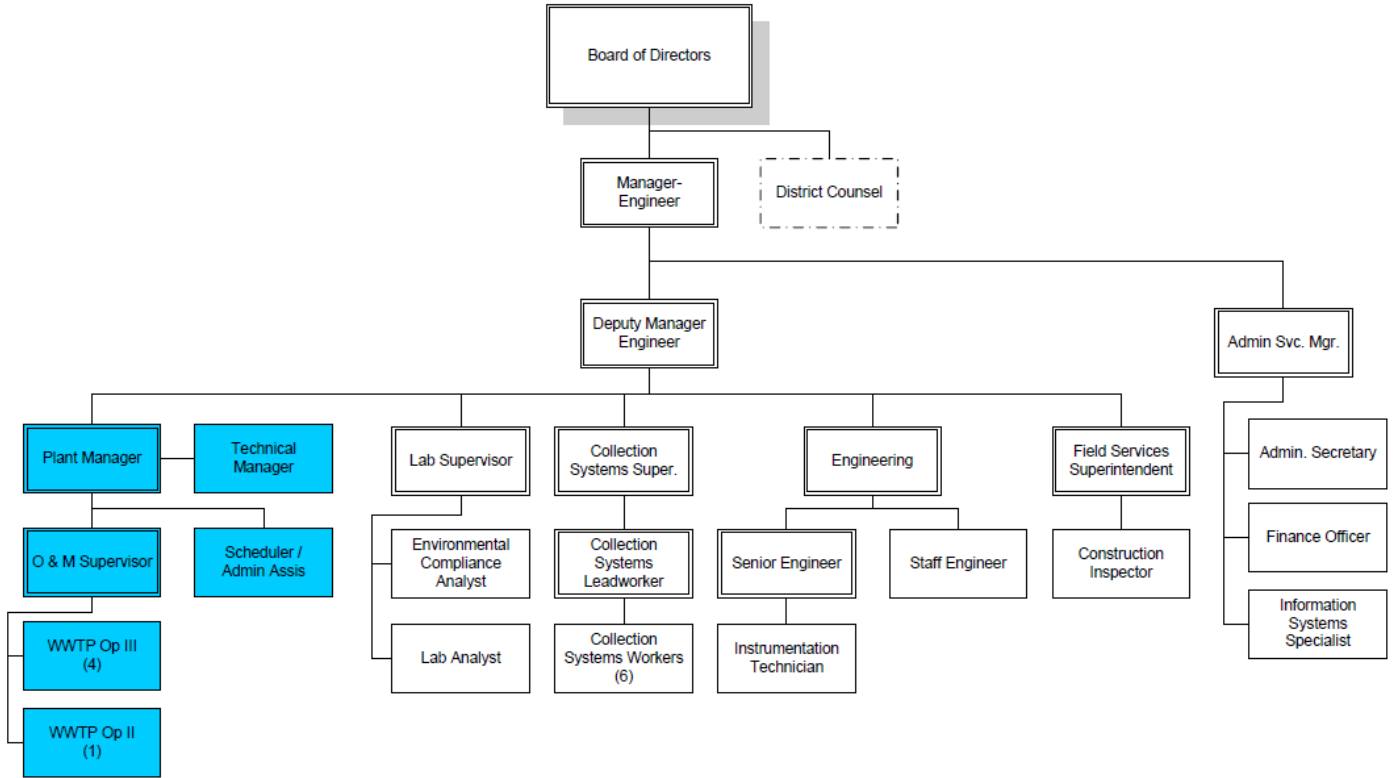 Board of Directors
Manager-
Engineer
District Counsel
Deputy Manager
Engineer
Admin Svc. Mgr.
Plant Manager
Technical
Manager
Lab Supervisor
Collection
Systems Super.
Engineering
Field Services
Superintendent
Admin. Secretary
O & M Supervisor
Scheduler /
Admin Assis
Environmental
Compliance
Analyst
Collection
Systems
Leadworker
Senior Engineer
Staff Engineer
Construction
Inspector
Finance Officer
WWTP Op III
(4)
Lab Analyst
Collection
Systems Workers
(6)
Instrumentation
Technician
Information
Systems
Specialist
WWTP Op II
(1)